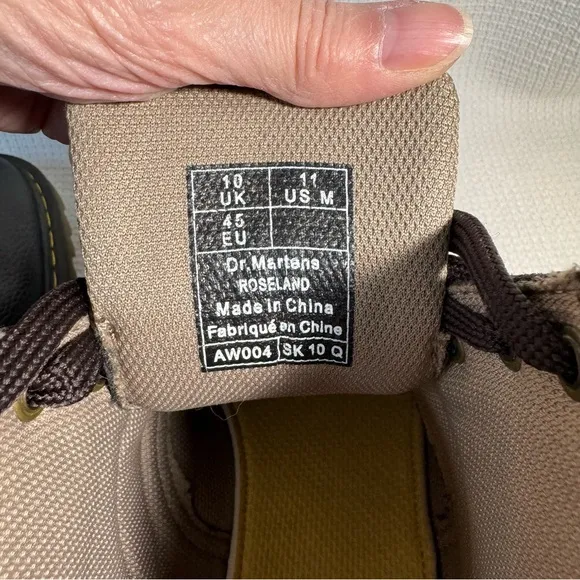 10 11
UK US M
45
EU
Dr. Martens
ROSELAND
Made in China
Fabriqué en Chine
AW004 SK 10 Q